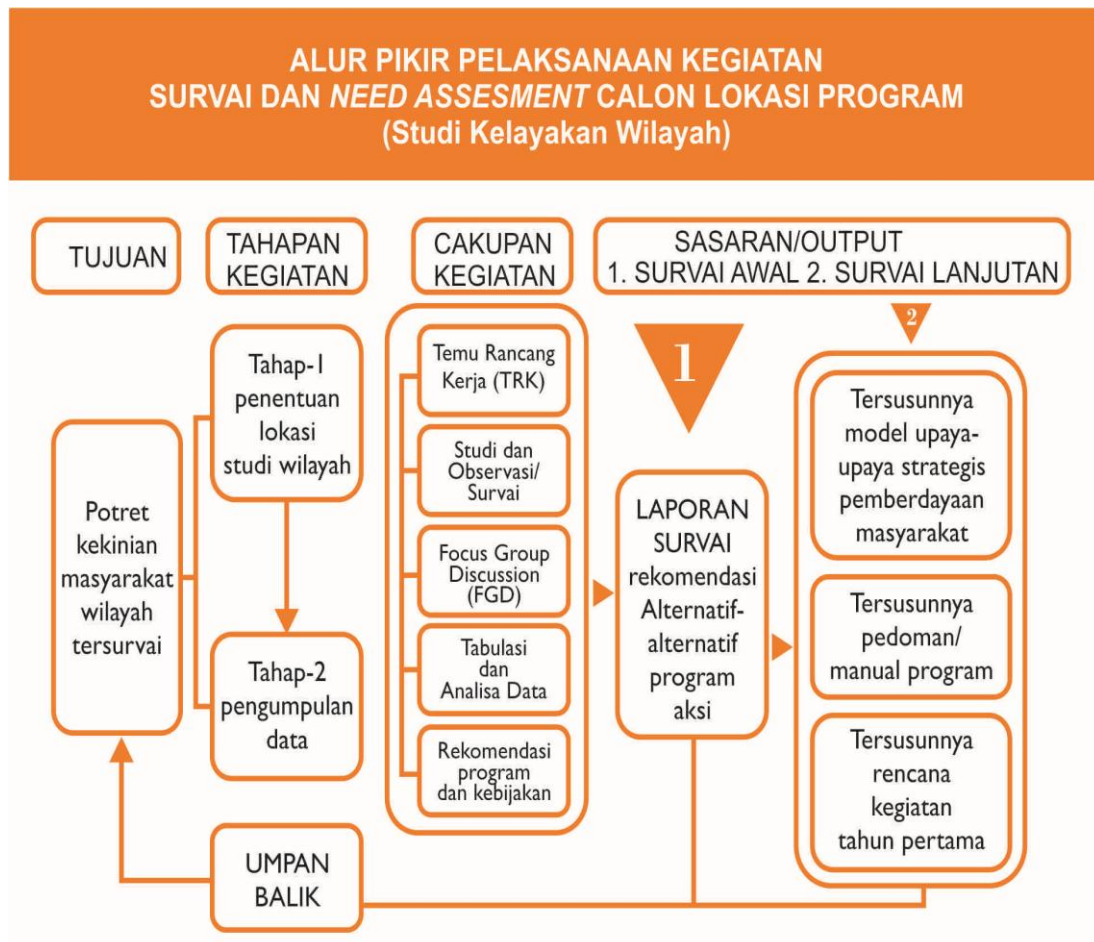 ALUR PIKIR PELAKSANAAN KEGIATAN
SURVAI DAN NEED ASSESMENT CALON LOKASI PROGRAM
(Studi Kelayakan Wilayah)
TUJUAN
TAHAPAN
KEGIATAN
CAKUPAN
KEGIATAN
SASARAN/OUTPUT
1. SURVAI AWAL 2. SURVAI LANJUTAN
Potret
kekinian
masyarakat
wilayah
tersurvai
Tahap-1
penentuan
lokasi
studi wilayah
Tahap-2
pengumpulan
data
Temu Rancang
Kerja (TRK)
Studi dan
Observasi/
Survai
Focus Group
Discussion
(FGD)
Tabulasi
dan
Analisa Data
Rekomendasi
program
dan kebijakan
1
LAPORAN
SURVAI
rekomendasi
Alternatif-
alternatif
program
aksi
2
Tersusunnya
model upaya-
upaya strategis
pemberdayaan
masyarakat
Tersusunnya
pedoman/
manual program
Tersusunnya
rencana
kegiatan
tahun pertama
UMPAN
BALIK